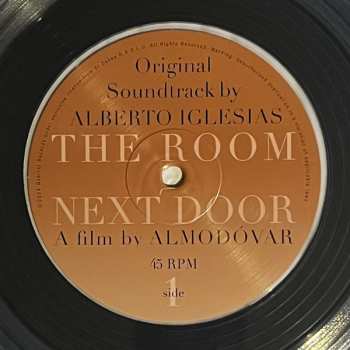 Original
Soundtrack by
ALBERTO IGLESIAS
THE ROOM
NEXT DOOR
A film by ALMODÓVAR
45 RPM
1
side